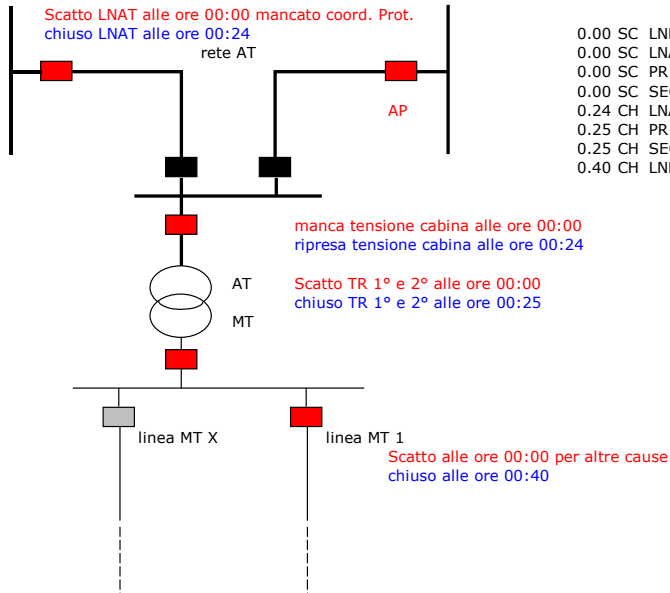 Scatto LNAT alle ore 00:00 mancato coord. Prot.
chiuso LNAT alle ore 00:24
rete AT
0.00 SC
0.00 SC
0.00 SC PR
0.00 SC
0.24 CH
0.25 CH PR
0.25 CH
0.40 CH
AP
manca tensione cabina alle ore 00:00
ripresa tensione cabina alle ore 00:24
AT
MT
Scatto TR 1° e 2° alle ore 00:00
chiuso TR 1° e 2° alle ore 00:25
linea MT X
linea MT 1
Scatto alle ore 00:00 per altre cause
chiuso alle ore 00:40